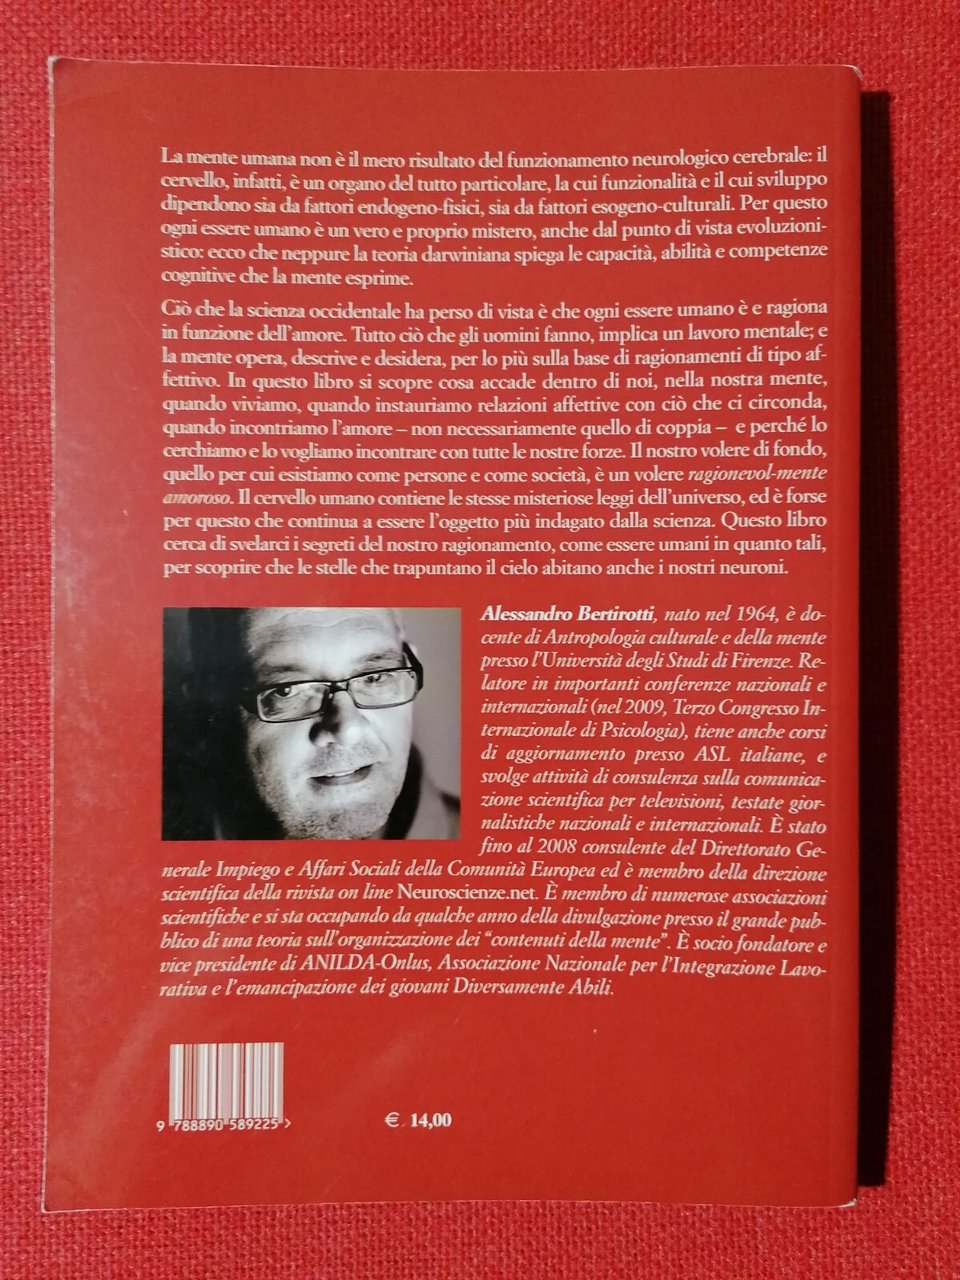 La mente umana non è il mero risultato del funzionamento neurologico cerebrale: il
cervello, infatti, è un organo del tutto particolare, la cui funzionalità e il cui sviluppo
dipendono sia da fattori endogeno-fisici, sia da fattori esogeno-culturali. Per questo
ogni essere umano è un vero e proprio mistero, anche dal punto di vista evoluzioni-
stico: ecco che neppure la teoria darwiniana spiega le capacità, abilità e competenze
cognitive che la mente esprime.
Ciò che la scienza occidentale ha perso di vista è che ogni essere umano è e ragiona
in funzione dell'amore. Tutto ciò che gli uomini fanno, implica un lavoro mentale; e
la mente opera, descrive e desidera, per lo più sulla base di ragionamenti di tipo af-
fettivo. In questo libro si scopre cosa accade dentro di noi, nella nostra mente,
quando viviamo, quando instauriamo relazioni affettive con ciò che ci circonda,
quando incontriamo l'amore – non necessariamente quello di coppia – e perché lo
cerchiamo e lo vogliamo incontrare con tutte le nostre forze. Il nostro volere di fondo,
quello per cui esistiamo come persone e come società, è un volere ragionevol-mente
amoroso. Il cervello umano contiene le stesse misteriose leggi dell'universo, ed è forse
per questo che continua a essere l'oggetto più indagato dalla scienza. Questo libro
cerca di svelarci i segreti del nostro ragionamento, come essere umani in quanto tali,
per scoprire che le stelle che trapuntano il cielo abitano anche i nostri neuroni.
Alessandro Bertirotti, nato nel 1964, è do-
cente di Antropologia culturale e della mente
presso l'Università degli Studi di Firenze. Re-
latore in importanti conferenze nazionali e
internazionali (nel 2009, Terzo Congresso In-
ternazionale di Psicologia), tiene anche corsi
di aggiornamento presso ASL italiane, e
svolge attività di consulenza sulla comunica-
zione scientifica per televisioni, testate gior-
nalistiche nazionali e internazionali. È stato
fino al 2008 consulente del Direttorato Ge-
nerale Impiego e Affari Sociali della Comunità Europea ed è membro della direzione
scientifica della rivista on line Neuroscienze.net. È membro di numerose associazioni
scientifiche e si sta occupando da qualche anno della divulgazione presso il grande pub-
blico di una teoria sull'organizzazione dei "contenuti della mente". È socio fondatore e
vice presidente di ANILDA-Onlus, Associazione Nazionale per l'Integrazione Lavo-
rativa e l'emancipazione dei giovani Diversamente Abili.
9 788890 589225 >
€ 14,00